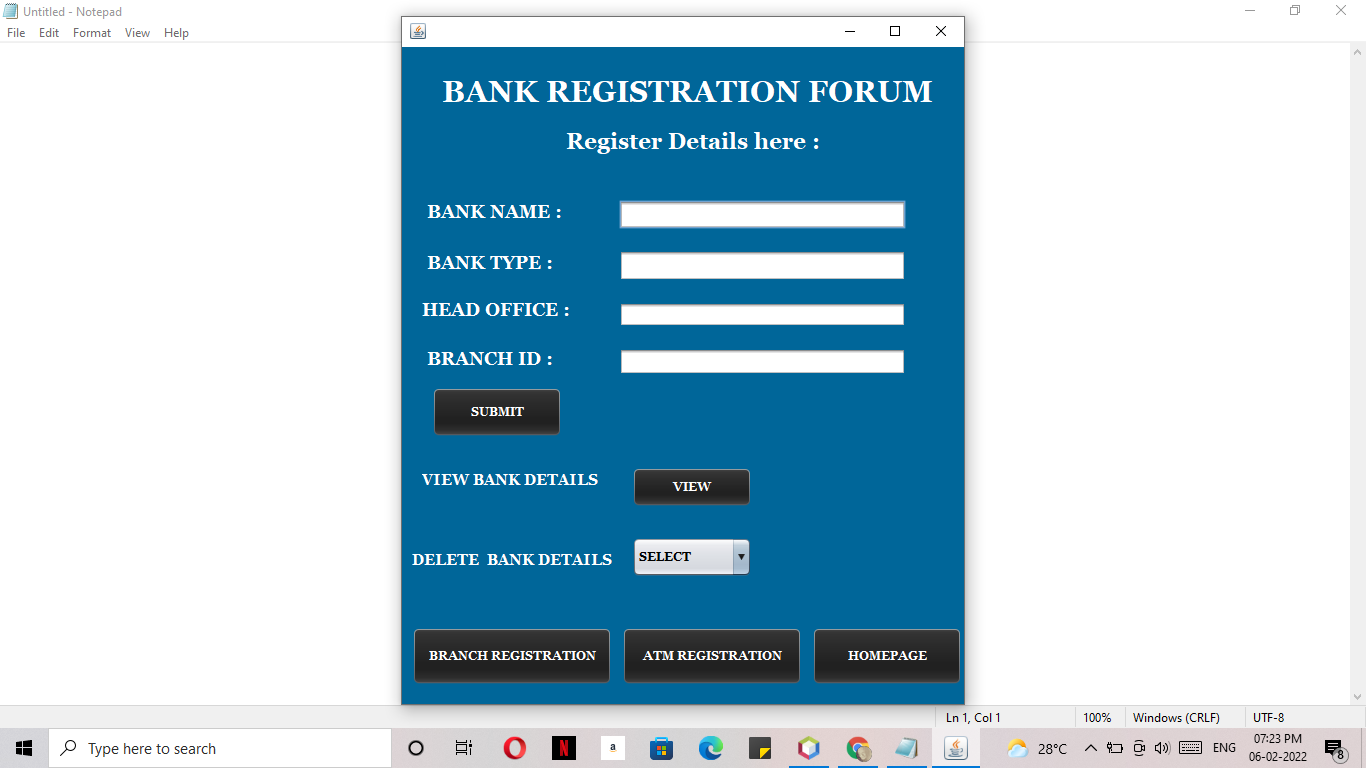 Untitled - Notepad
File Edit Format View Help
BANK REGISTRATION FORUM
Register Details here :
BANK NAME :
BANK TYPE :
HEAD OFFICE :
BRANCH ID :
SUBMIT
VIEW BANK DETAILS VIEW
DELETE BANK DETAILS SELECT
BRANCH REGISTRATION ATM REGISTRATION HOMEPAGE
Ln 1, Col 1 100% Windows (CRLF) UTF-8
Type here to search N a 28°C ENG 07:23 PM
06-02-2022 8